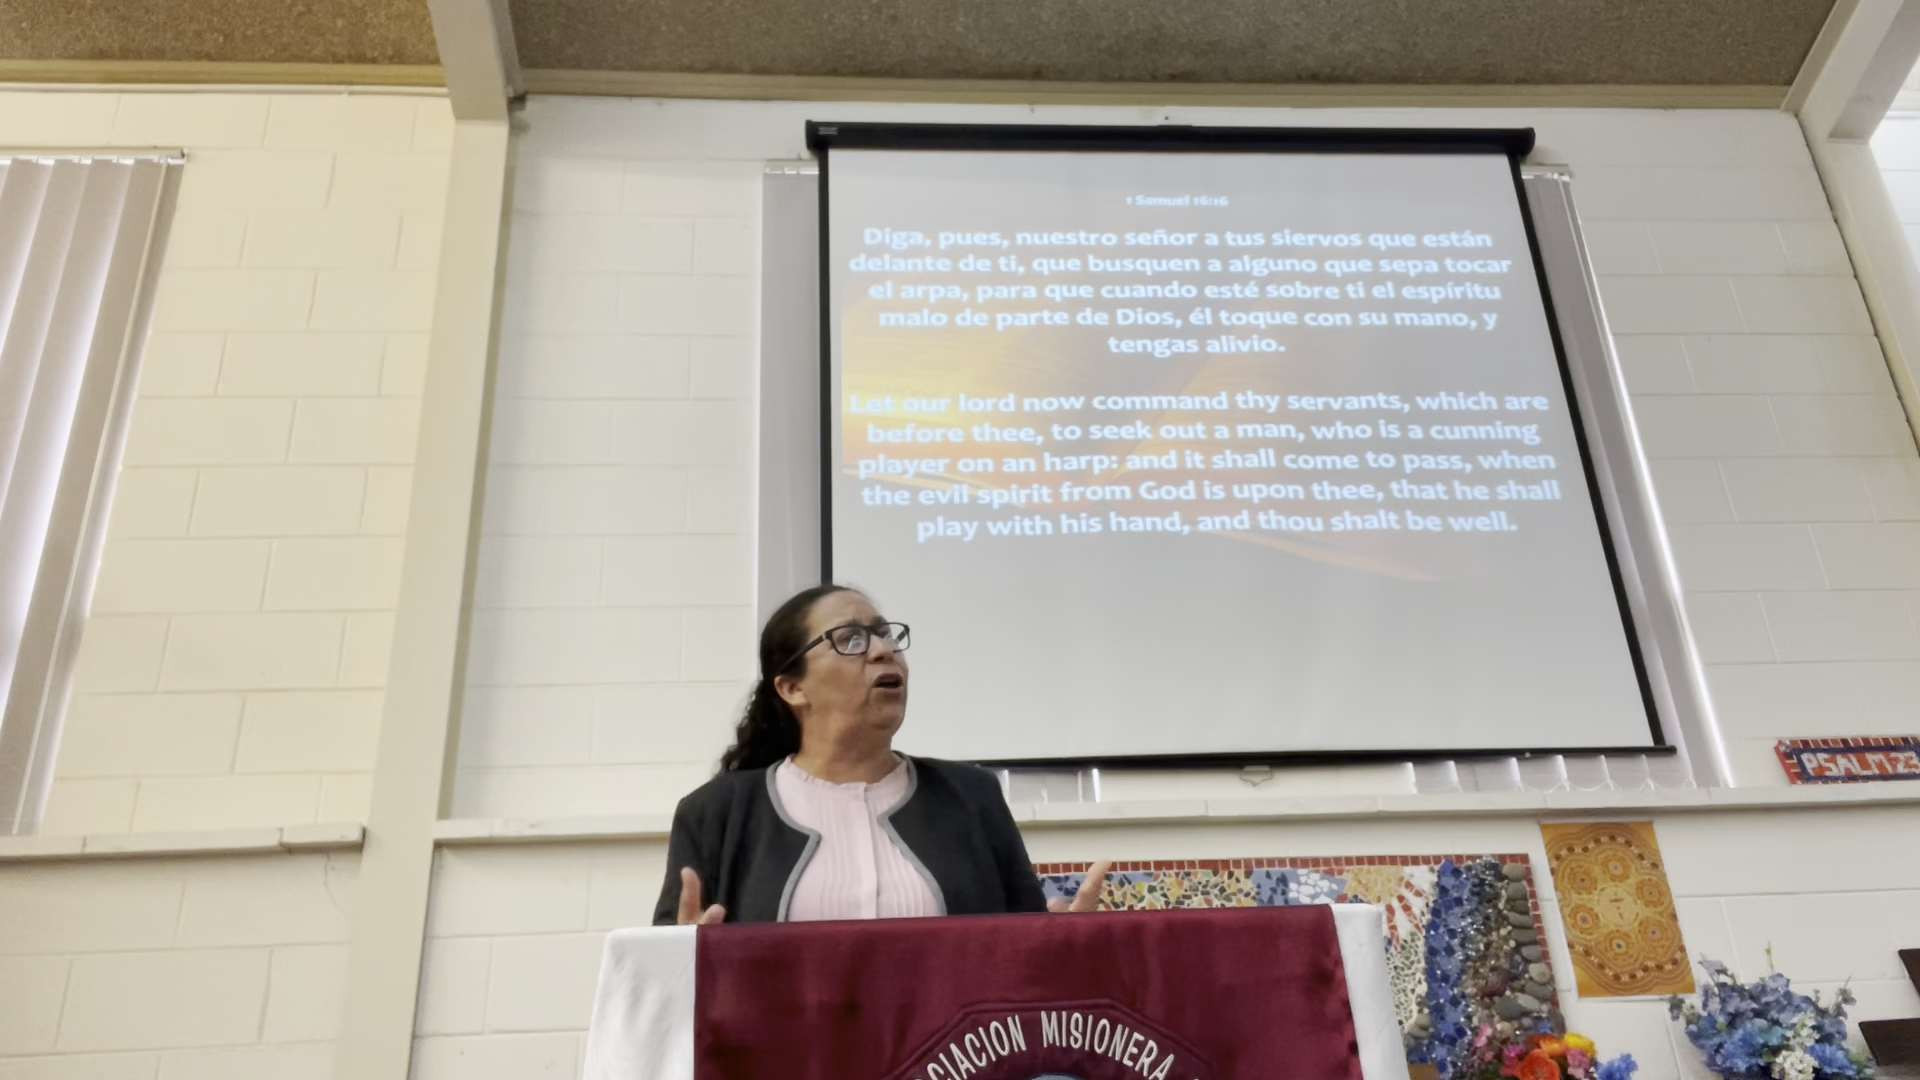 1 Samuel 16:16
Diga, pues, nuestro señor a tus siervos que están
delante de ti, que busquen a alguno que sepa tocar
el arpa, para que cuando esté sobre ti el espíritu
malo de parte de Dios, él toque con su mano, y
tengas alivio.
Let our lord now command thy servants, which are
before thee, to seek out a man, who is a cunning
player on an harp: and it shall come to pass, when
the evil spirit from God is upon thee, that he shall
play with his hand, and thou shalt be well.
PSALM 23
CIACION MISIONERA